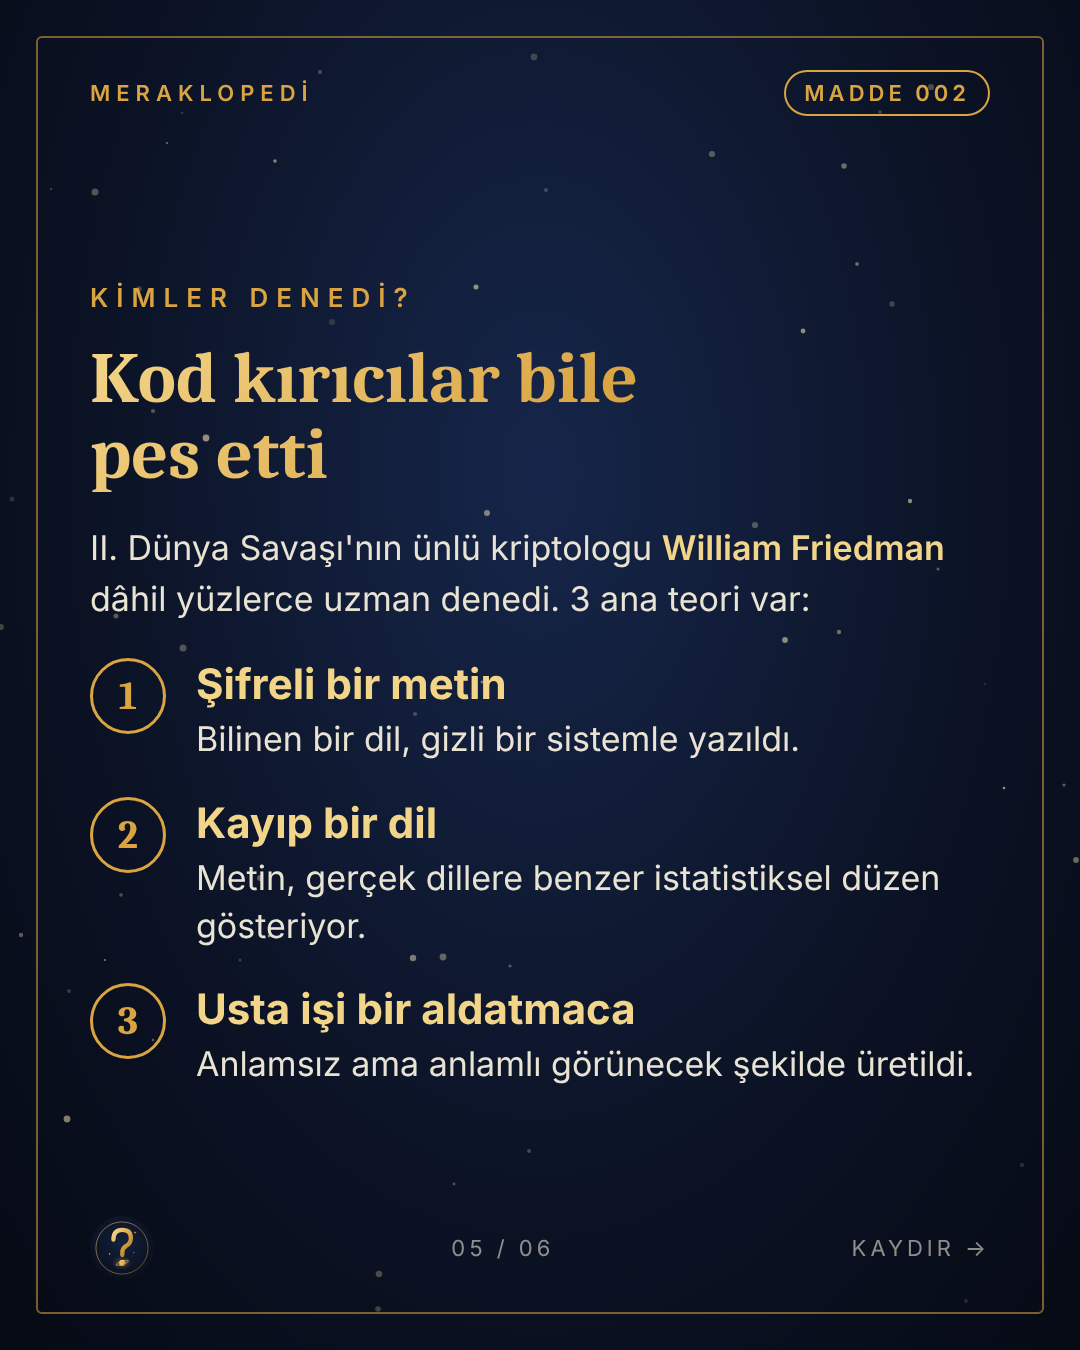 MERAKLOPEDİ
MADDE 002
KİMLER DENEDİ?
Kod kırıcılar bile
pes etti
II. Dünya Savaşı'nın ünlü kriptologu William Friedman
dâhil yüzlerce uzman denedi. 3 ana teori var:
1
Şifreli bir metin
Bilinen bir dil, gizli bir sistemle yazıldı.
2
Kayıp bir dil
Metin, gerçek dillere benzer istatistiksel düzen
gösteriyor.
3
Usta işi bir aldatmaca
Anlamsız ama anlamlı görünecek şekilde üretildi.
?
05 / 06
KAYDIR →